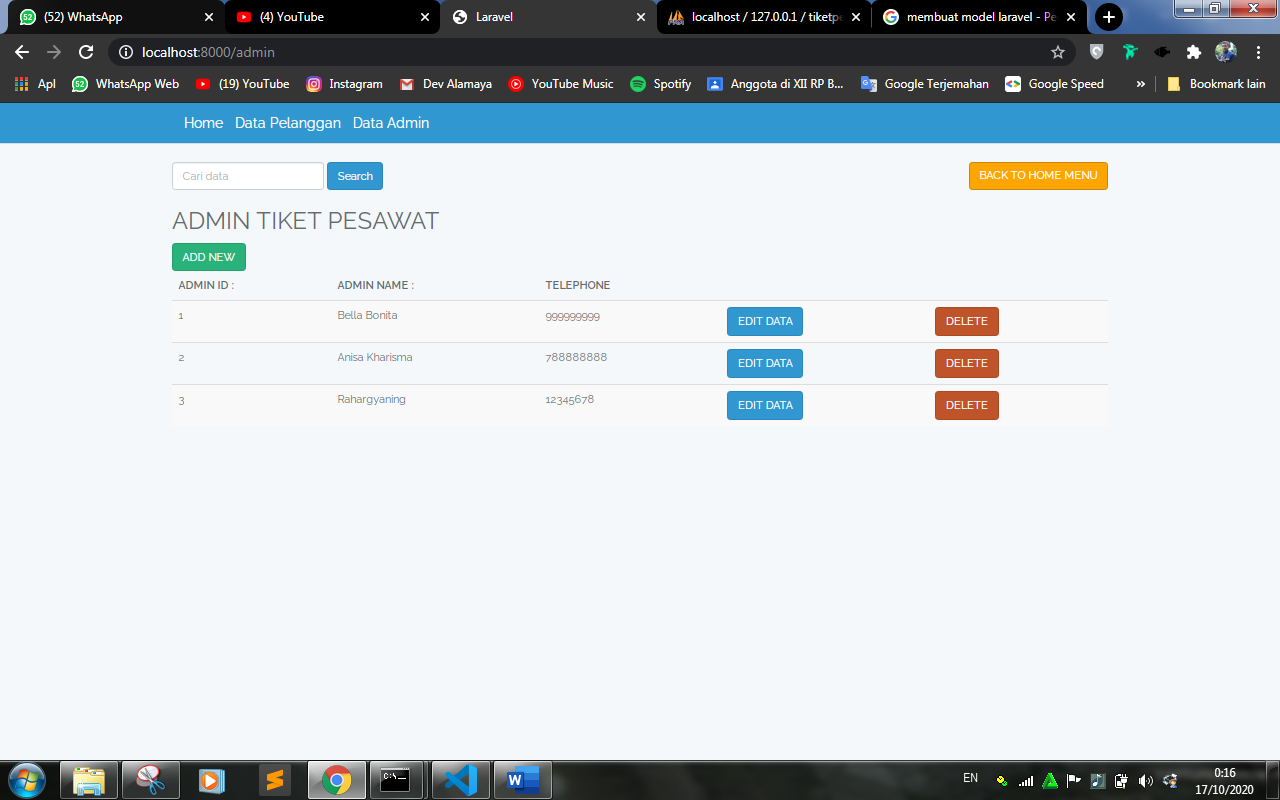 (52) WhatsApp
(4) YouTube
Laravel
localhost / 127.0.0.1 / tiketpe
membuat model laravel - Pe
localhost:8000/admin
Apl
WhatsApp Web
(19) YouTube
Instagram
Dev Alamaya
YouTube Music
Spotify
Anggota di XII RP B...
Google Terjemahan
Google Speed
»
Bookmark lain
Home Data Pelanggan Data Admin
Cari data Search BACK TO HOME MENU
ADMIN TIKET PESAWAT
ADD NEW
ADMIN ID : ADMIN NAME : TELEPHONE
1 Bella Bonita 999999999 EDIT DATA DELETE
2 Anisa Kharisma 788888888 EDIT DATA DELETE
3 Rahargyaning 12345678 EDIT DATA DELETE
EN 0:16
17/10/2020